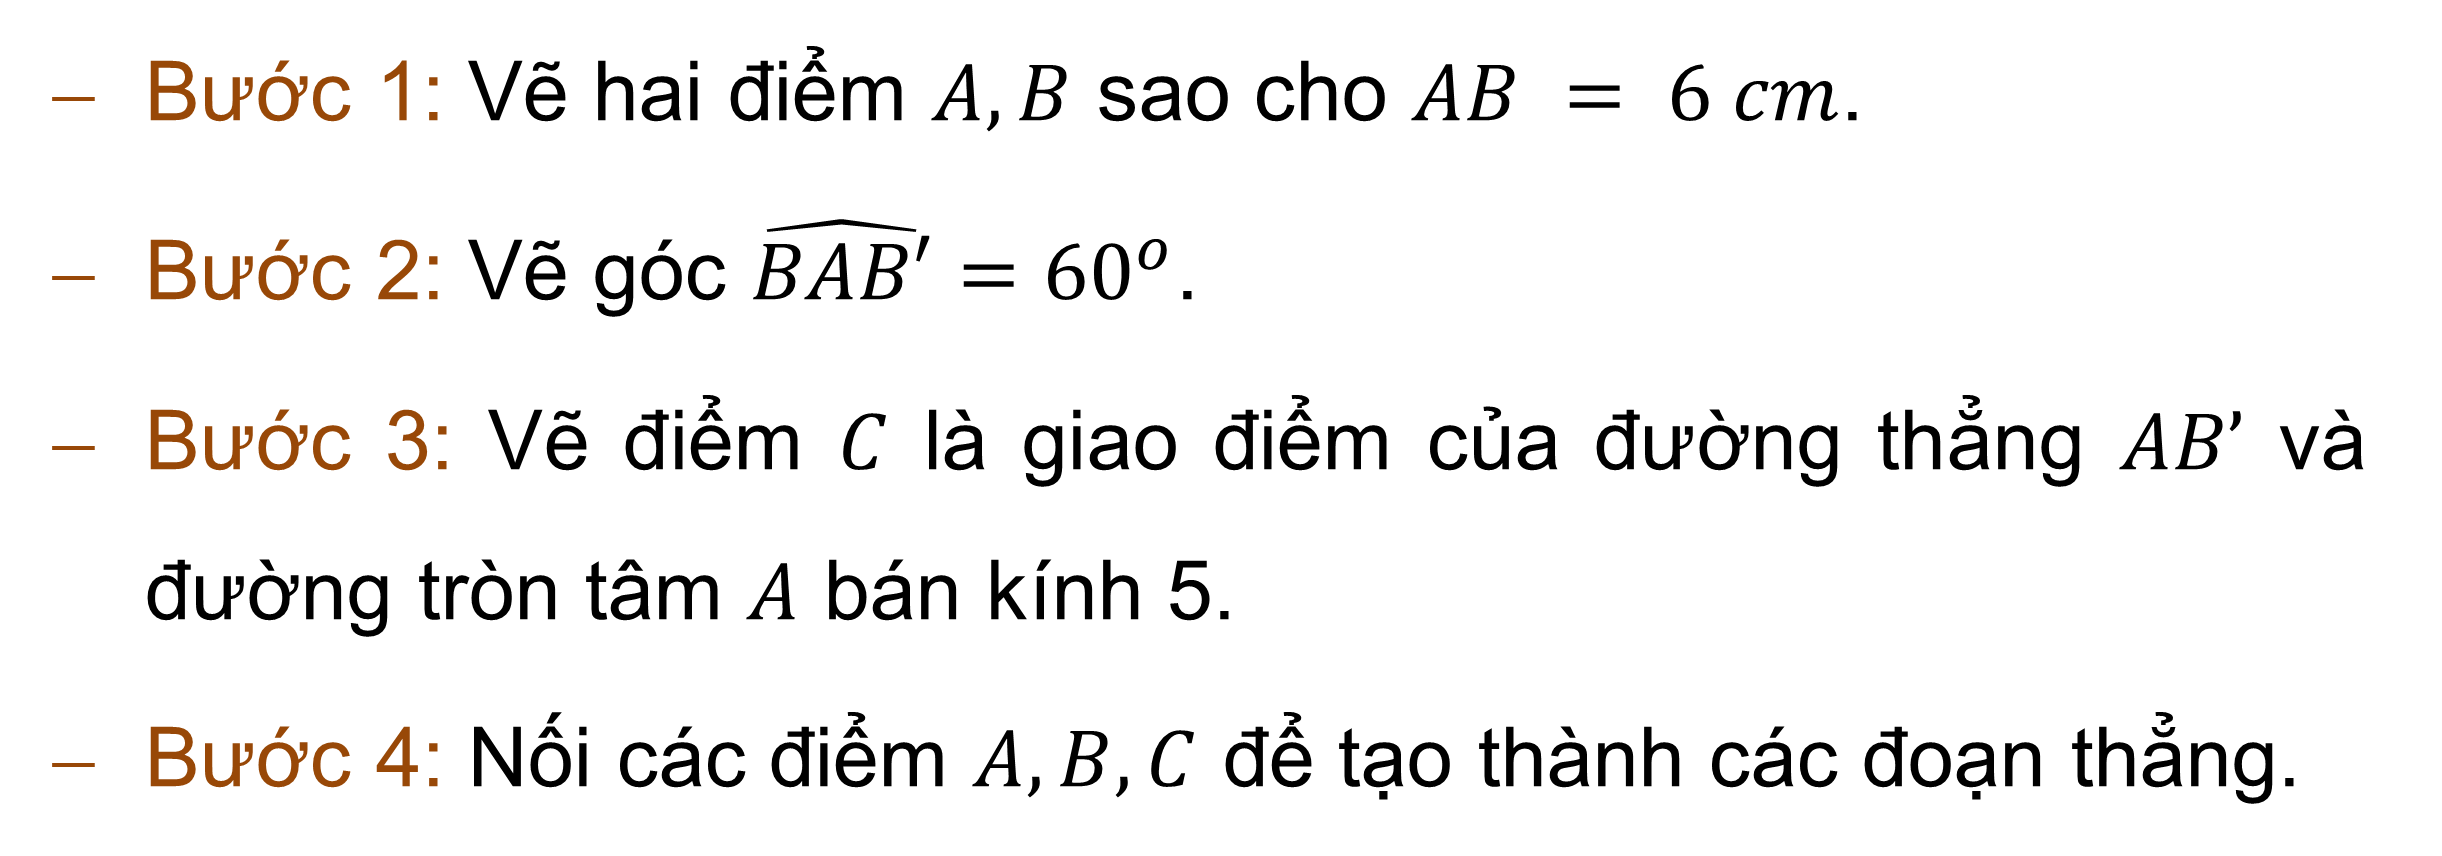 – Bước 1: Vẽ hai điểm A, B sao cho AB = 6 cm.
– Bước 2: Vẽ góc \widehat{BAB'} = 60^o.
– Bước 3: Vẽ điểm C là giao điểm của đường thẳng AB’ và
đường tròn tâm A bán kính 5.
– Bước 4: Nối các điểm A, B, C để tạo thành các đoạn thẳng.